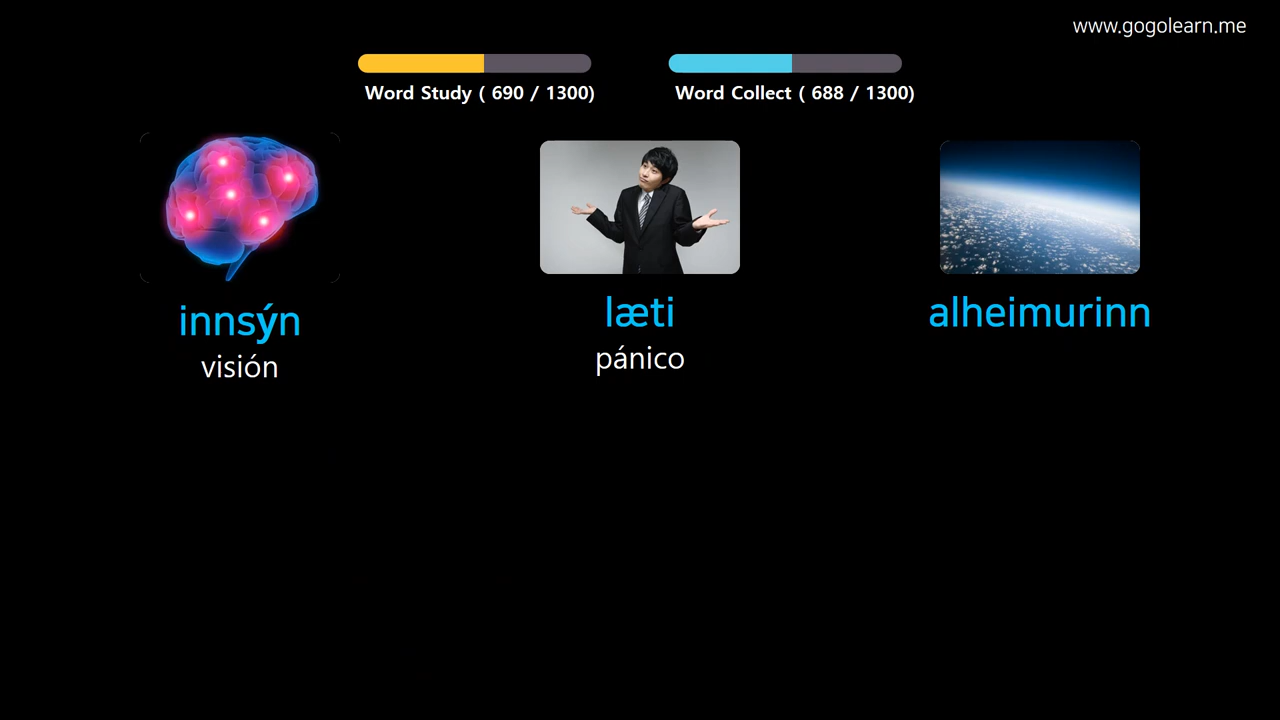 www.gogolearn.me
Word Study ( 690 / 1300)
Word Collect ( 688 / 1300)
innsýn
læti
alheimurinn
visión
pánico